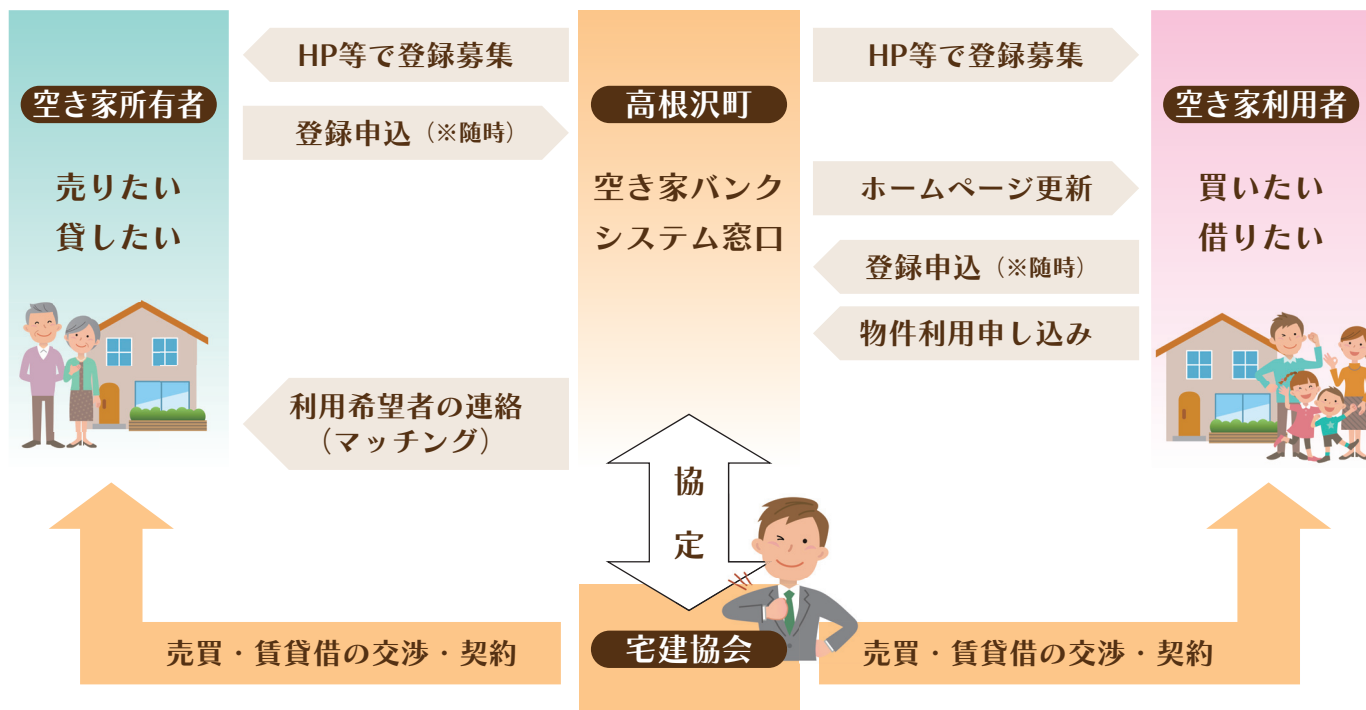 空き家所有者
売りたい
貸したい
HP等で登録募集
登録申込（※随時）
利用希望者の連絡
（マッチング）
高根沢町
空き家バンク
システム窓口
HP等で登録募集
ホームページ更新
登録申込（※随時）
物件利用申し込み
空き家利用者
買いたい
借りたい
協
定
売買・賃貸借の交渉・契約
宅建協会
売買・賃貸借の交渉・契約